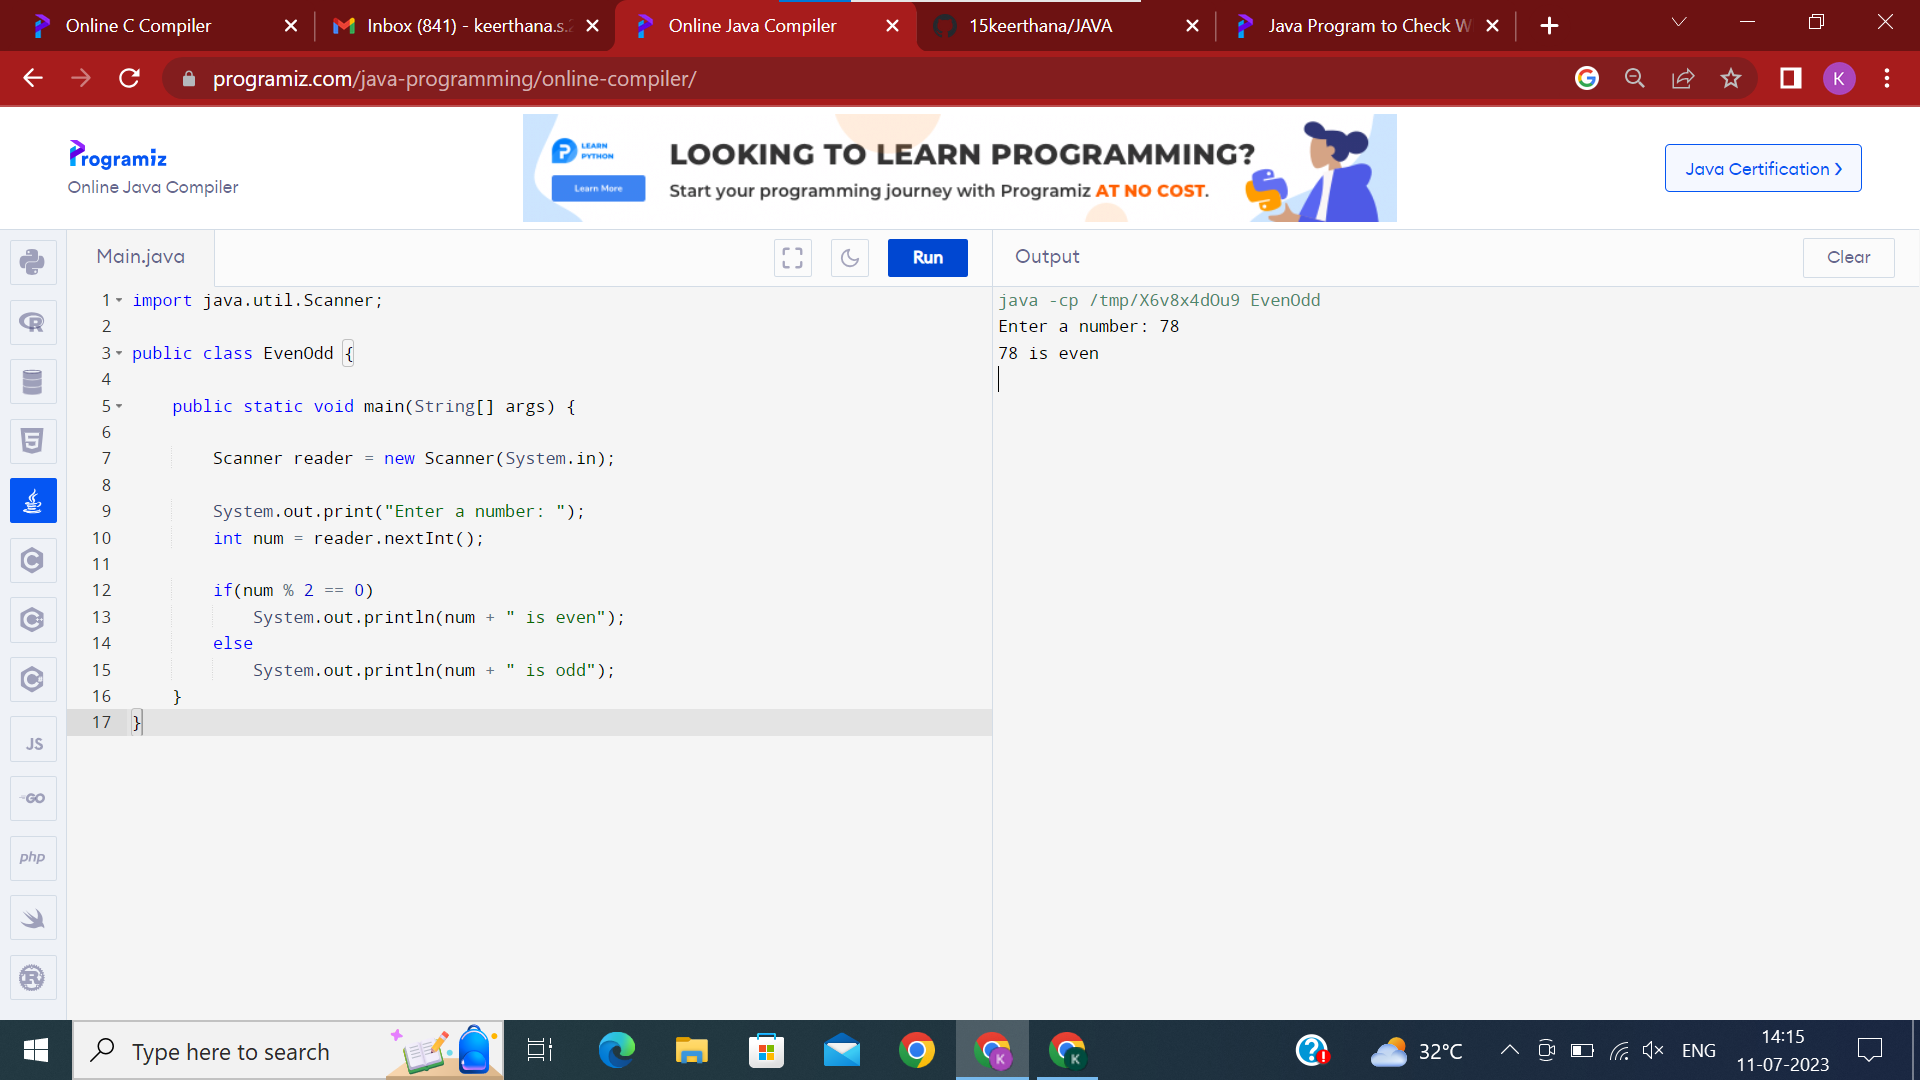 Online C Compiler
Inbox (841) - keerthana.s.2
Online Java Compiler
15keerthana/JAVA
Java Program to Check W
programiz.com/java-programming/online-compiler/
K
Programiz
Online Java Compiler
LEARN
PYTHON
Learn More
LOOKING TO LEARN PROGRAMMING?
Start your programming journey with Programiz AT NO COST.
Java Certification >
Main.java
Run
Output
Clear
1 import java.util.Scanner;
2
3 public class EvenOdd {
4
5     public static void main(String[] args) {
6
7         Scanner reader = new Scanner(System.in);
8
9         System.out.print("Enter a number: ");
10         int num = reader.nextInt();
11
12         if(num % 2 == 0)
13             System.out.println(num + " is even");
14         else
15             System.out.println(num + " is odd");
16     }
17 }
java -cp /tmp/X6v8x4dOu9 EvenOdd
Enter a number: 78
78 is even
JS
GO
php
Type here to search
K
K
32°C
ENG
14:15
11-07-2023